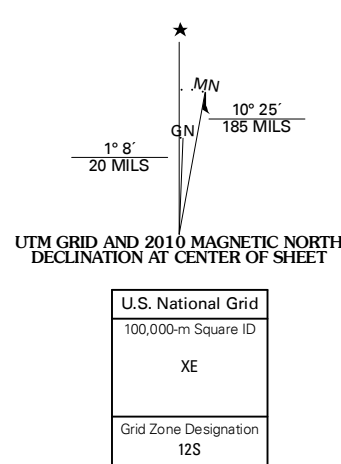 ★
MN
10° 25´
185 MILS
GN
1° 8´
20 MILS
UTM GRID AND 2010 MAGNETIC NORTH
DECLINATION AT CENTER OF SHEET
U.S. National Grid
100,000-m Square ID
XE
Grid Zone Designation
12S